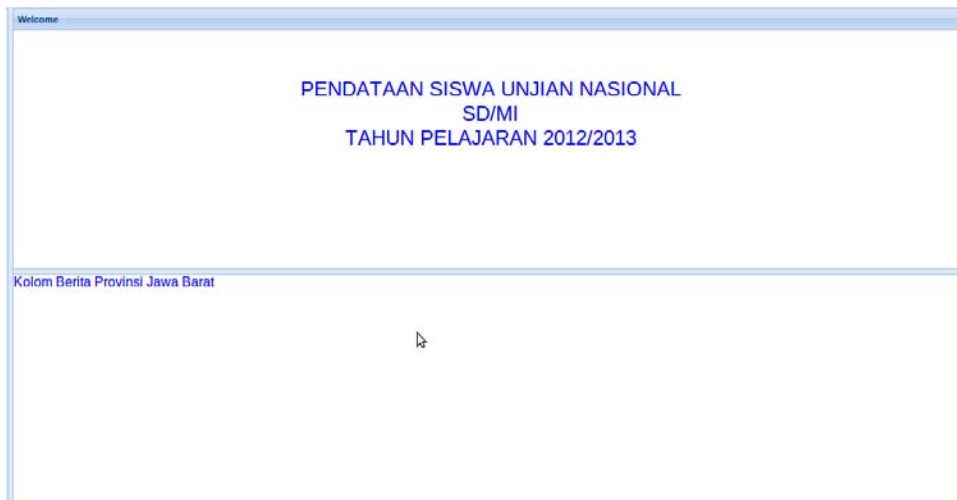 Welcome
PENDATAAN SISWA UNJIAN NASIONAL
SD/MI
TAHUN PELAJARAN 2012/2013
Kolom Berita Provinsi Jawa Barat